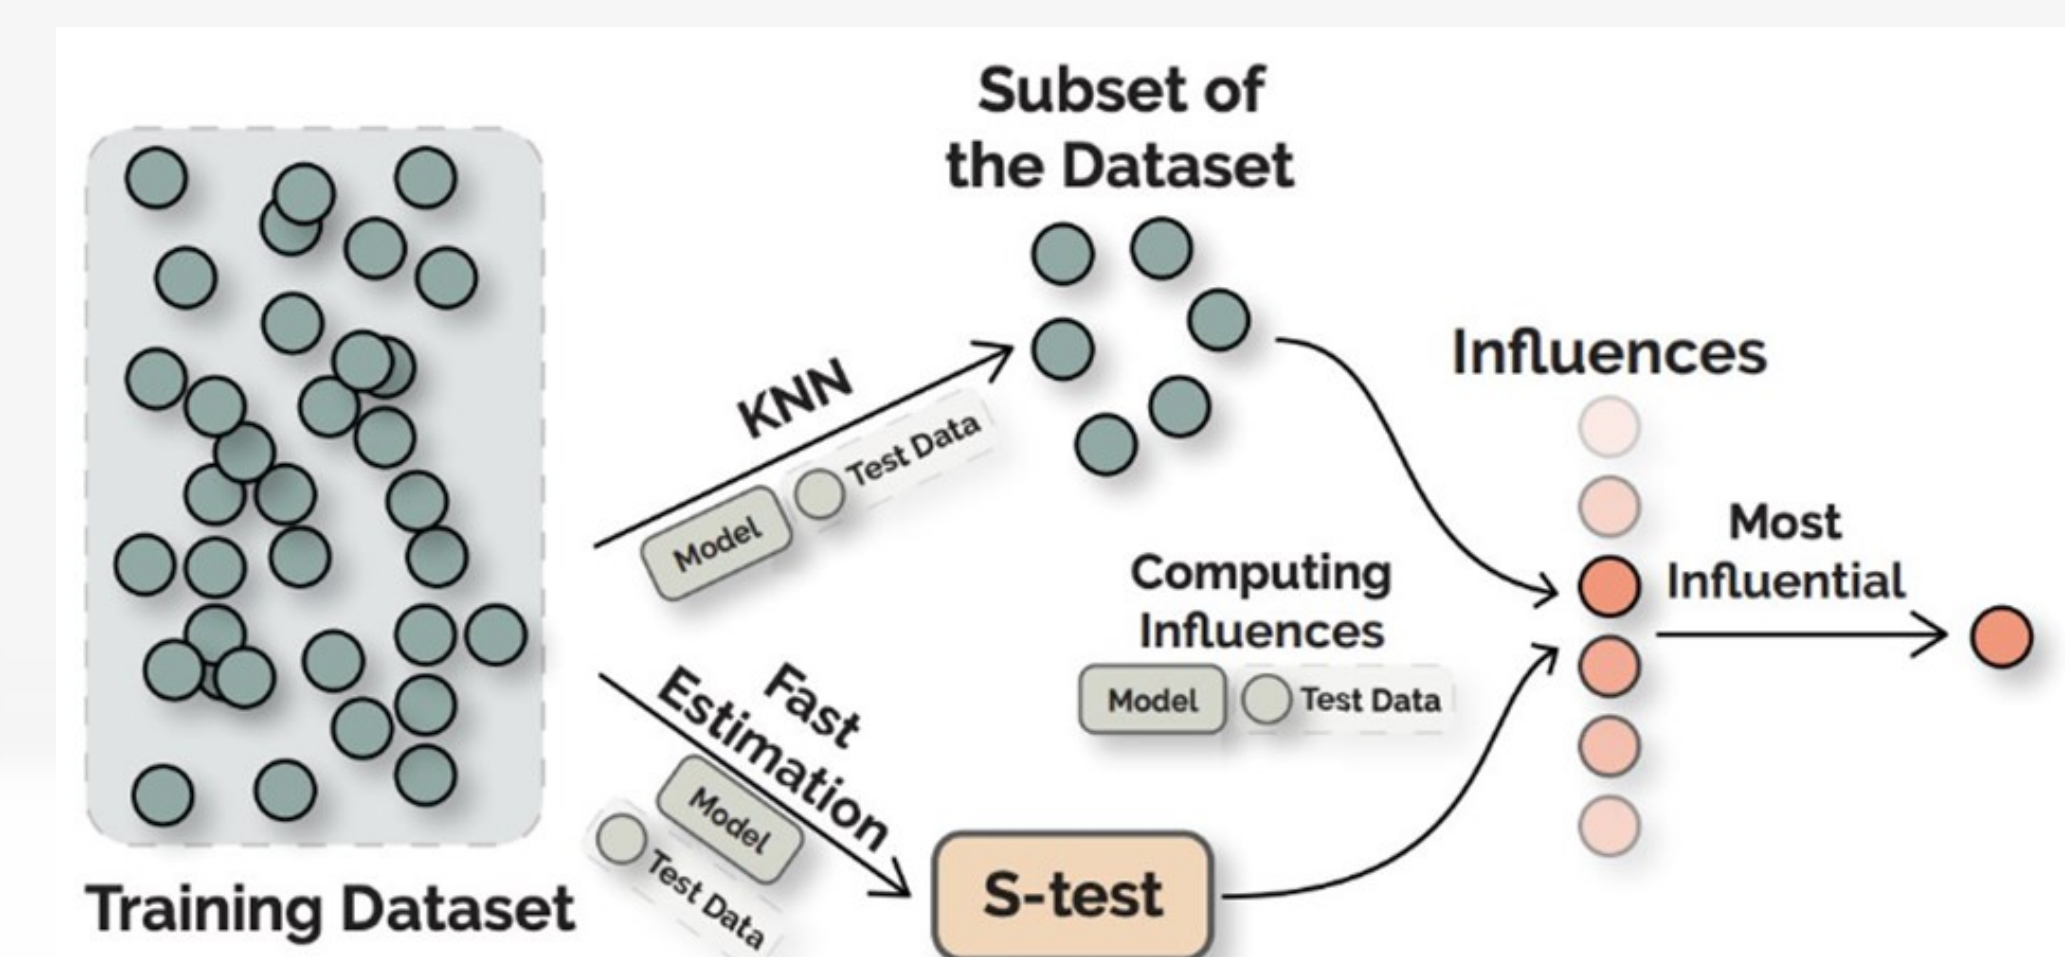 Subset of
the Dataset
KNN
Model
Test Data
Influences
Most
Influential
Computing
Influences
Model
Test Data
Fast
Estimation
Model
Test Data
S-test
Training Dataset